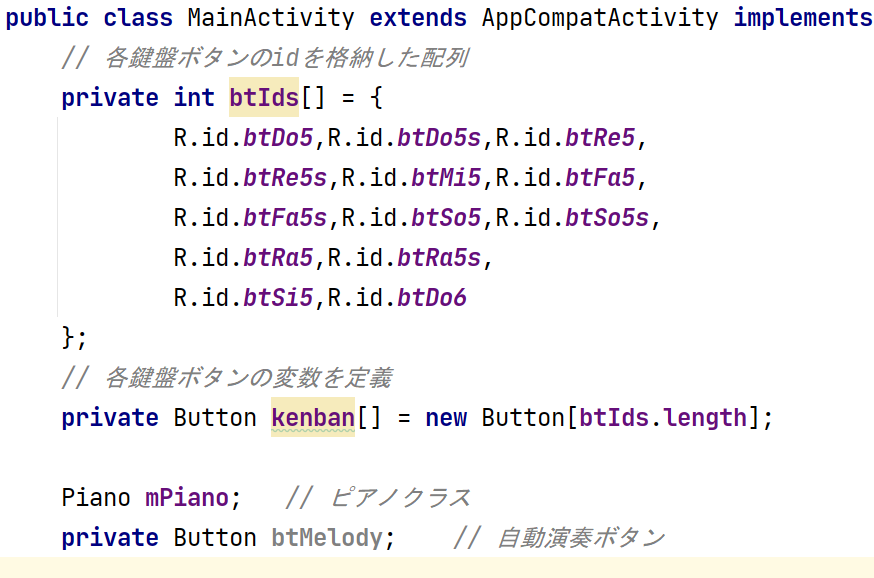 public class MainActivity extends AppCompatActivity implements
// 各鍵盤ボタンのidを格納した配列
private int btIds[] = {
R.id.btDo5,R.id.btDo5s,R.id.btRe5,
R.id.btRe5s,R.id.btMi5,R.id.btFa5,
R.id.btFa5s,R.id.btSo5,R.id.btSo5s,
R.id.btRa5,R.id.btRa5s,
R.id.btSi5,R.id.btDo6
};
// 各鍵盤ボタンの変数を定義
private Button kenban[] = new Button[btIds.length];
Piano mPiano;   // ピアノクラス
private Button btMelody;    // 自動演奏ボタン